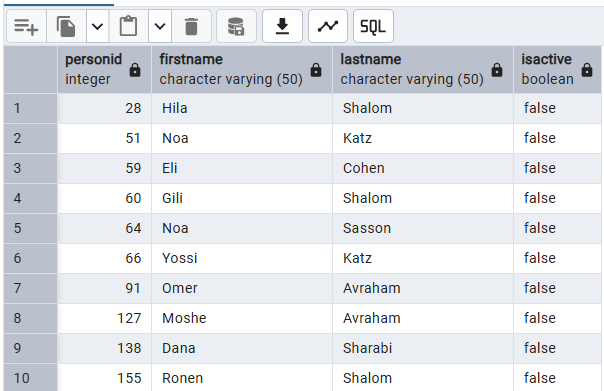 SQL
personid firstname lastname isactive
integer character varying (50) character varying (50) boolean
1 28 Hila Shalom false
2 51 Noa Katz false
3 59 Eli Cohen false
4 60 Gili Shalom false
5 64 Noa Sasson false
6 66 Yossi Katz false
7 91 Omer Avraham false
8 127 Moshe Avraham false
9 138 Dana Sharabi false
10 155 Ronen Shalom false